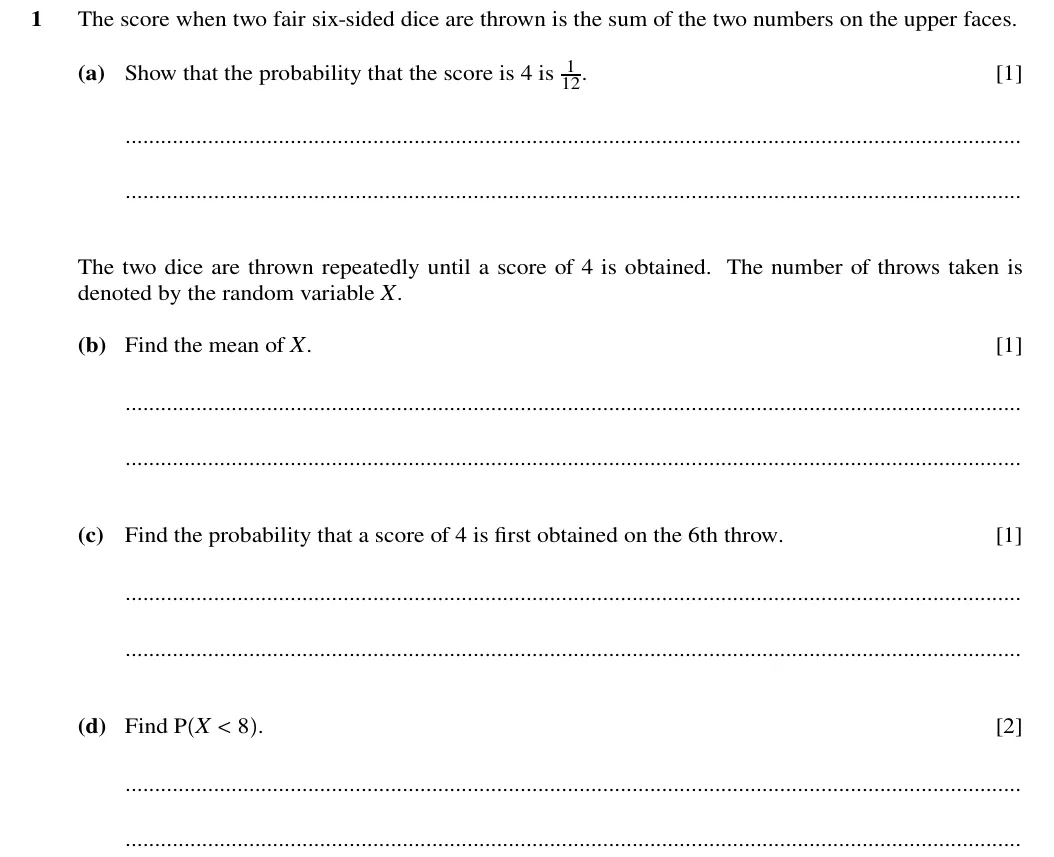 1 The score when two fair six-sided dice are thrown is the sum of the two numbers on the upper faces.
(a) Show that the probability that the score is 4 is 1/12. [1]
The two dice are thrown repeatedly until a score of 4 is obtained. The number of throws taken is
denoted by the random variable X.
(b) Find the mean of X. [1]
(c) Find the probability that a score of 4 is first obtained on the 6th throw. [1]
(d) Find P(X < 8). [2]